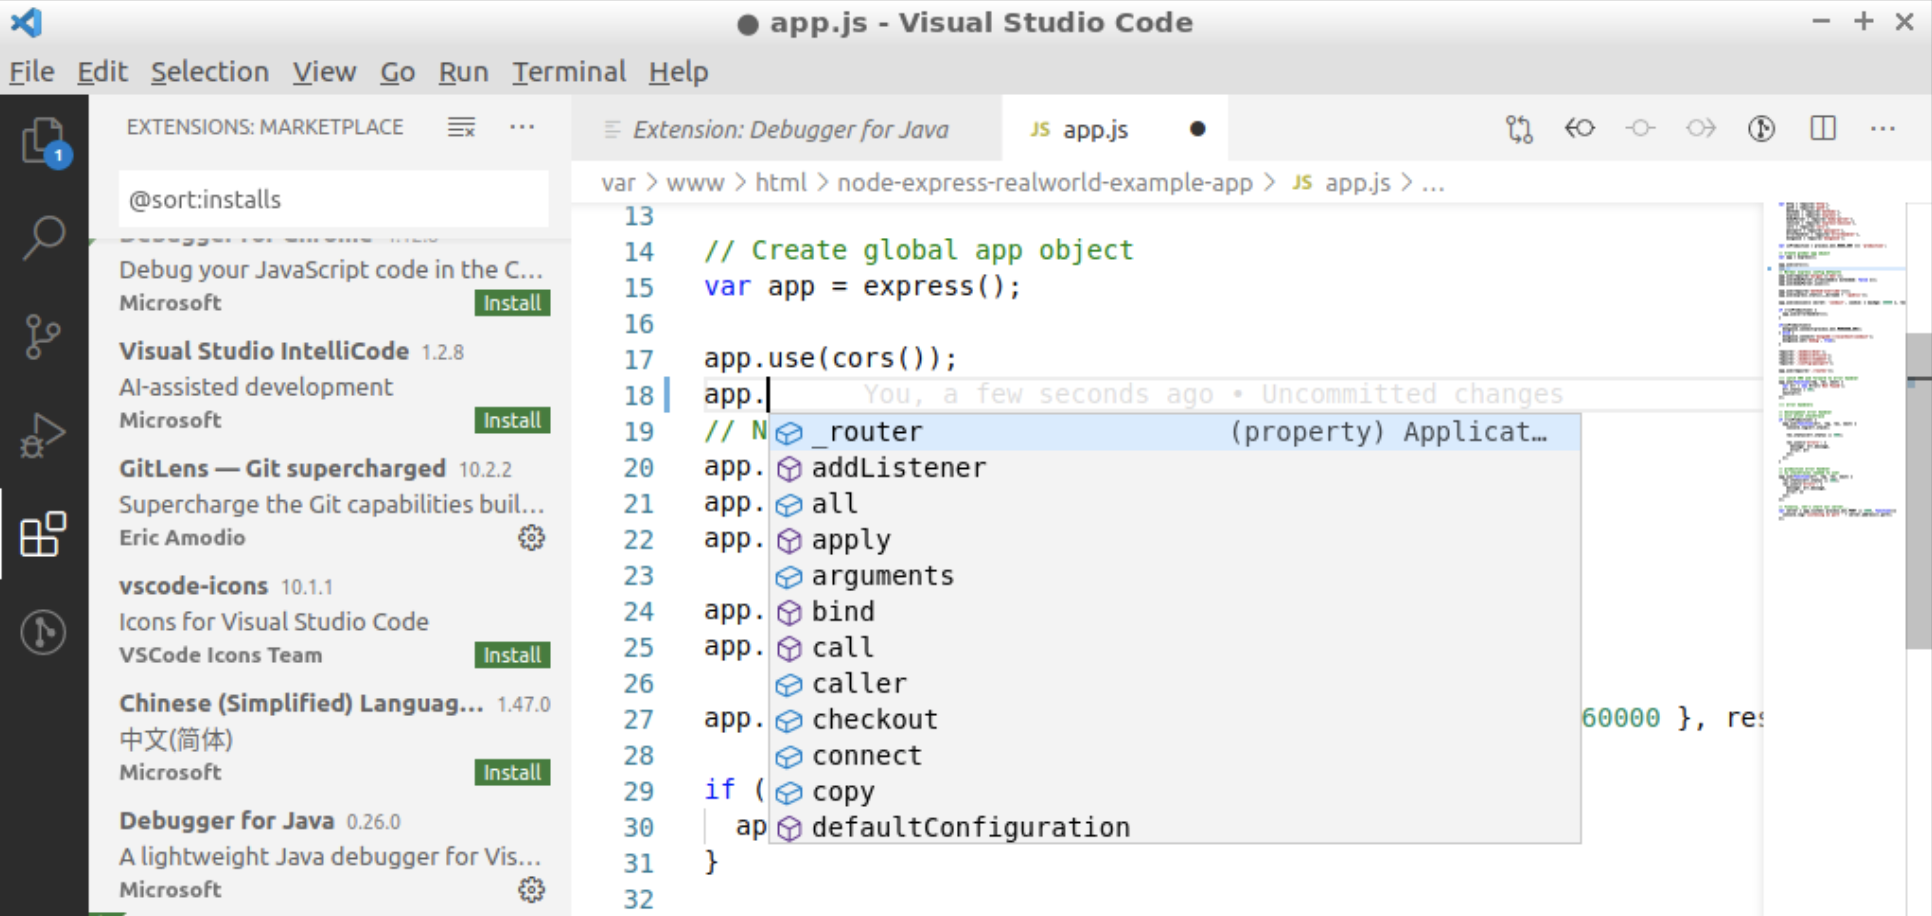 app.js - Visual Studio Code
File Edit Selection View Go Run Terminal Help
1
EXTENSIONS: MARKETPLACE
@sort:installs
Debugger for Chrome
Debug your JavaScript code in the C...
Microsoft Install
Visual Studio IntelliCode 1.2.8
AI-assisted development
Microsoft Install
GitLens — Git supercharged 10.2.2
Supercharge the Git capabilities buil...
Eric Amodio
vscode-icons 10.1.1
Icons for Visual Studio Code
VSCode Icons Team Install
Chinese (Simplified) Languag... 1.47.0
中文(简体)
Microsoft Install
Debugger for Java 0.26.0
A lightweight Java debugger for Vis...
Microsoft
Extension: Debugger for Java
JS app.js
var > www > html > node-express-realworld-example-app > JS app.js > ...
13
14 // Create global app object
15 var app = express();
16
17 app.use(cors());
18 app. You, a few seconds ago • Uncommitted changes
19 // N
20 app.
21 app.
22 app.
23
24 app.
25 app.
26
27 app. 60000 }, res
28
29 if (
30 ap
31 }
32
_router (property) Applicat...
addListener
all
apply
arguments
bind
call
caller
checkout
connect
copy
defaultConfiguration